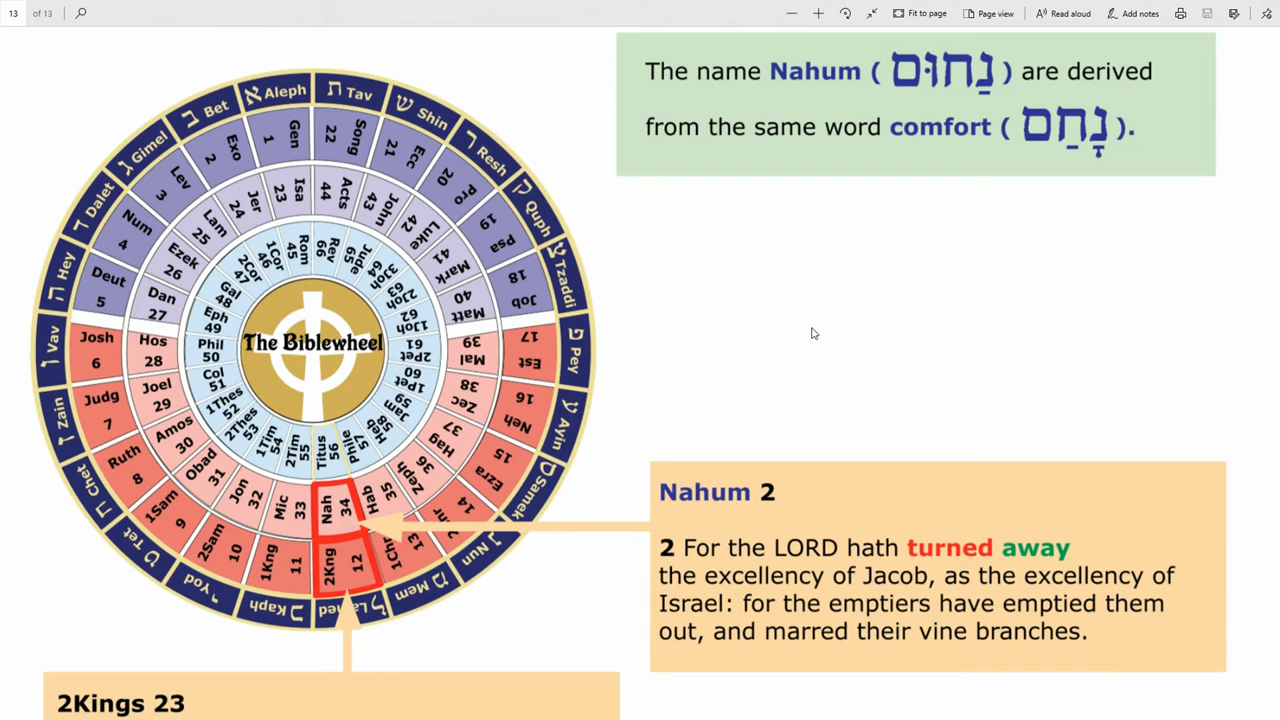 13 of 13
Fit to page
Page view
Read aloud
Add notes
The name Nahum ( נַחוּם ) are derived
from the same word comfort ( נָחַם ).
א Aleph
ב Bet
ג Gimel
ד Dalet
ה Hey
ו Vav
ז Zain
ח Chet
ט Tet
י Yod
כ Kaph
ל
מ Mem
נ Nun
ס Samek
ע Ayin
פ Pey
צ Tzaddi
ק Quph
ר Resh
ש Shin
ת Tav
Gen 1
Exo 2
Lev 3
Num 4
Deut 5
Josh 6
Judg 7
Ruth 8
1Sam 9
2Sam 10
1Kng 11
2Kng 12
1Chr 13
14
Ezra 15
Neh 16
Est 17
Job 18
Psa 19
Pro 20
Ecc 21
Song 22
Isa 23
Jer 24
Lam 25
Ezek 26
Dan 27
Hos 28
Joel 29
Amos 30
Obad 31
Jon 32
Mic 33
Nah 34
Hab 35
Zeph 36
Hag 37
Zec 38
Mal 39
Matt 40
Mark 41
Luke 42
John 43
Acts 44
Rom 45
1Cor 46
2Cor 47
Gal 48
Eph 49
Phil 50
Col 51
1Thes 52
2Thes 53
1Tim 54
2Tim 55
Titus 56
Phile 57
Heb 58
Jam 59
1Pet 60
2Pet 61
1Joh 62
2Joh 63
3Joh 64
Jude 65
Rev 66
The Biblewheel
Nahum 2
2 For the LORD hath turned away
the excellency of Jacob, as the excellency of
Israel: for the emptiers have emptied them
out, and marred their vine branches.
2Kings 23